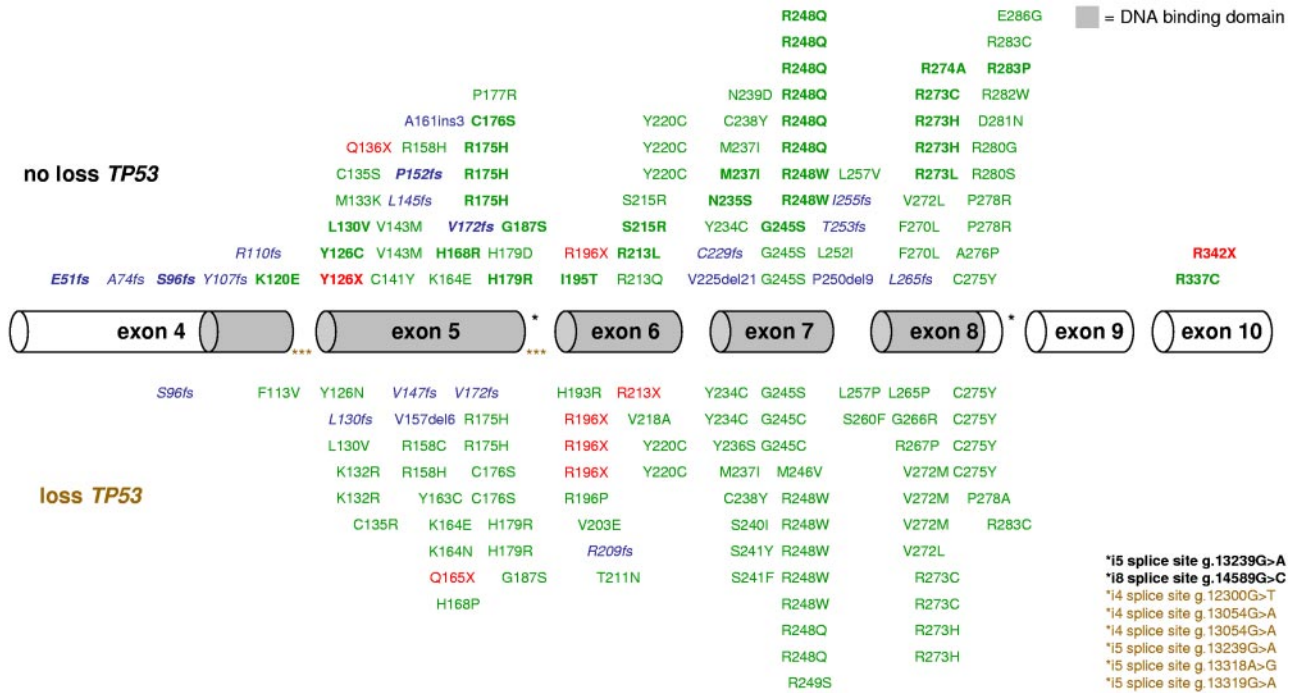 R248Q E286G = DNA binding domain
R248Q R283C
R248Q R274A R283P
P177R N239D R248Q R273C R282W
A161ins3 C176S Y220C C238Y R248Q R273H D281N
Q136X R158H R175H Y220C M237I R248Q R273H R280G
no loss TP53 C135S P152fs R175H Y220C M237I R248W L257V R273L R280S
M133K L145fs R175H S215R N235S R248W I255fs V272L P278R
L130V V143M V172fs G187S S215R Y234C G245S T253fs F270L P278R
R110fs Y126C V143M H168R H179D R196X R213L C229fs G245S L252I F270L A276P R342X
E51fs A74fs S96fs Y107fs K120E Y126X C141Y K164E H179R I195T R213Q V225del21 G245S P250del9 L265fs C275Y R337C
exon 4 exon 5 * exon 6 exon 7 exon 8 * exon 9 exon 10
*** ***
S96fs F113V Y126N V147fs V172fs H193R R213X Y234C G245S L257P L265P C275Y
L130fs V157del6 R175H R196X V218A Y234C G245C S260F G266R C275Y
L130V R158C R175H R196X Y220C Y236S G245C R267P C275Y
K132R R158H C176S R196X Y220C M237I M246V V272M C275Y
loss TP53 K132R Y163C C176S R196P C238Y R248W V272M P278A
C135R K164E H179R V203E S240I R248W V272M R283C
K164N H179R R209fs S241Y R248W V272L
Q165X G187S T211N S241F R248W R273C
H168P R248W R273C
R248Q R273H
R248Q R273H
R249S
*i5 splice site g.13239G>A
*i8 splice site g.14589G>C
*i4 splice site g.12300G>T
*i4 splice site g.13054G>A
*i4 splice site g.13054G>A
*i5 splice site g.13239G>A
*i5 splice site g.13318A>G
*i5 splice site g.13319G>A